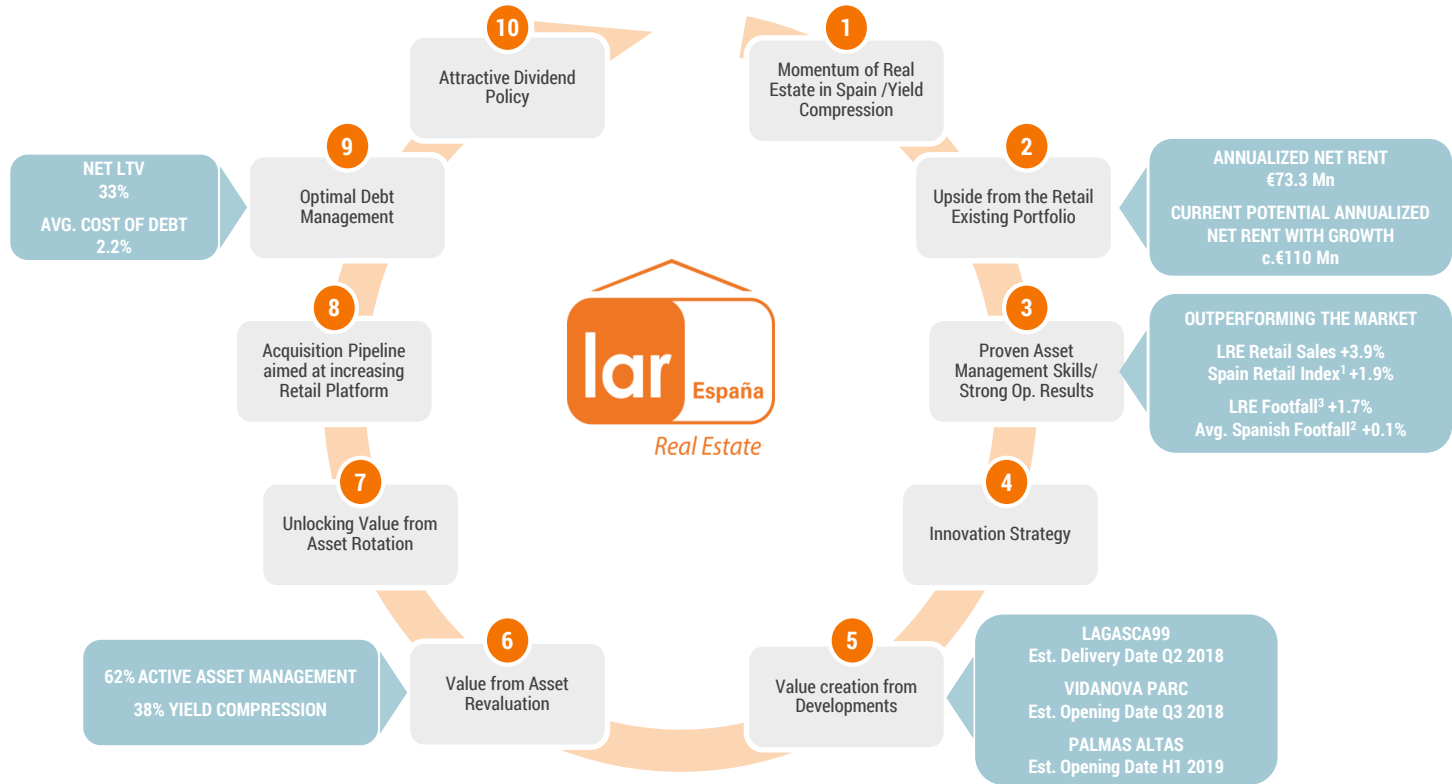 1
Momentum of Real
Estate in Spain /Yield
Compression
2
Upside from the Retail
Existing Portfolio
ANNUALIZED NET RENT
€73.3 Mn
CURRENT POTENTIAL ANNUALIZED
NET RENT WITH GROWTH
c.€110 Mn
3
Proven Asset
Management Skills/
Strong Op. Results
OUTPERFORMING THE MARKET
LRE Retail Sales +3.9%
Spain Retail Index¹ +1.9%
LRE Footfall³ +1.7%
Avg. Spanish Footfall² +0.1%
4
Innovation Strategy
5
Value creation from
Developments
LAGASCA99
Est. Delivery Date Q2 2018
VIDANOVA PARC
Est. Opening Date Q3 2018
PALMAS ALTAS
Est. Opening Date H1 2019
6
Value from Asset
Revaluation
62% ACTIVE ASSET MANAGEMENT
38% YIELD COMPRESSION
7
Unlocking Value from
Asset Rotation
8
Acquisition Pipeline
aimed at increasing
Retail Platform
9
Optimal Debt
Management
NET LTV
33%
AVG. COST OF DEBT
2.2%
10
Attractive Dividend
Policy
lar
España
Real Estate